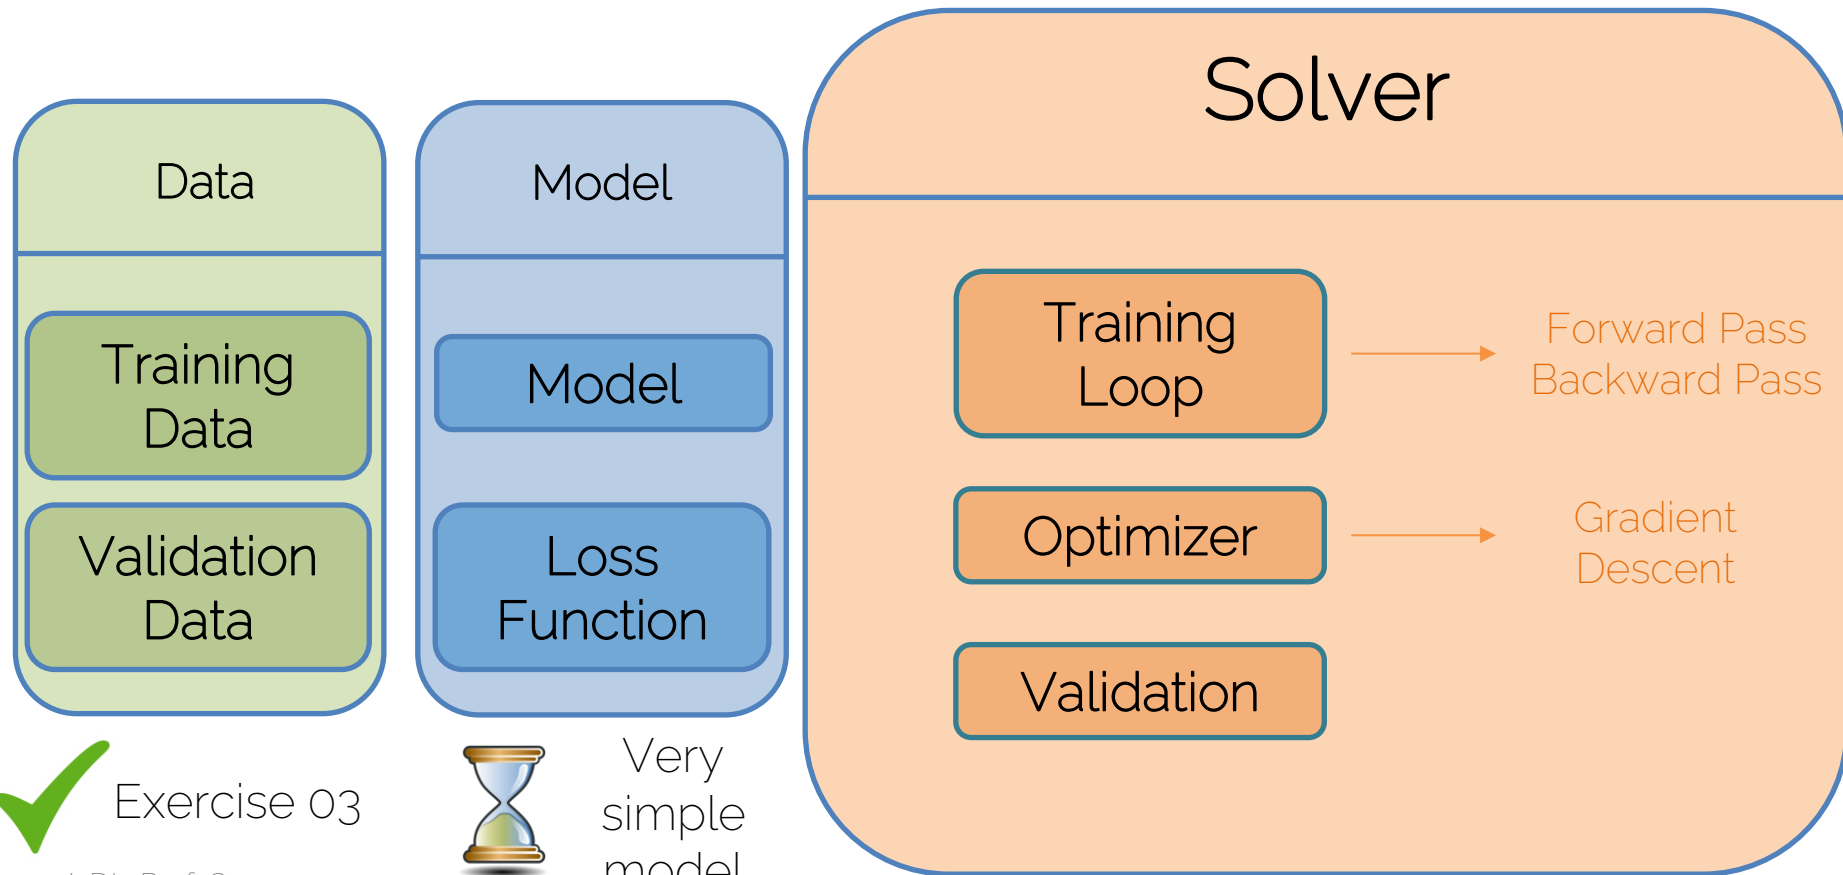 Data
Training
Data
Validation
Data
Exercise 03
Model
Model
Loss
Function
Very
simple
model
Solver
Training
Loop
Forward Pass
Backward Pass
Optimizer
Gradient
Descent
Validation